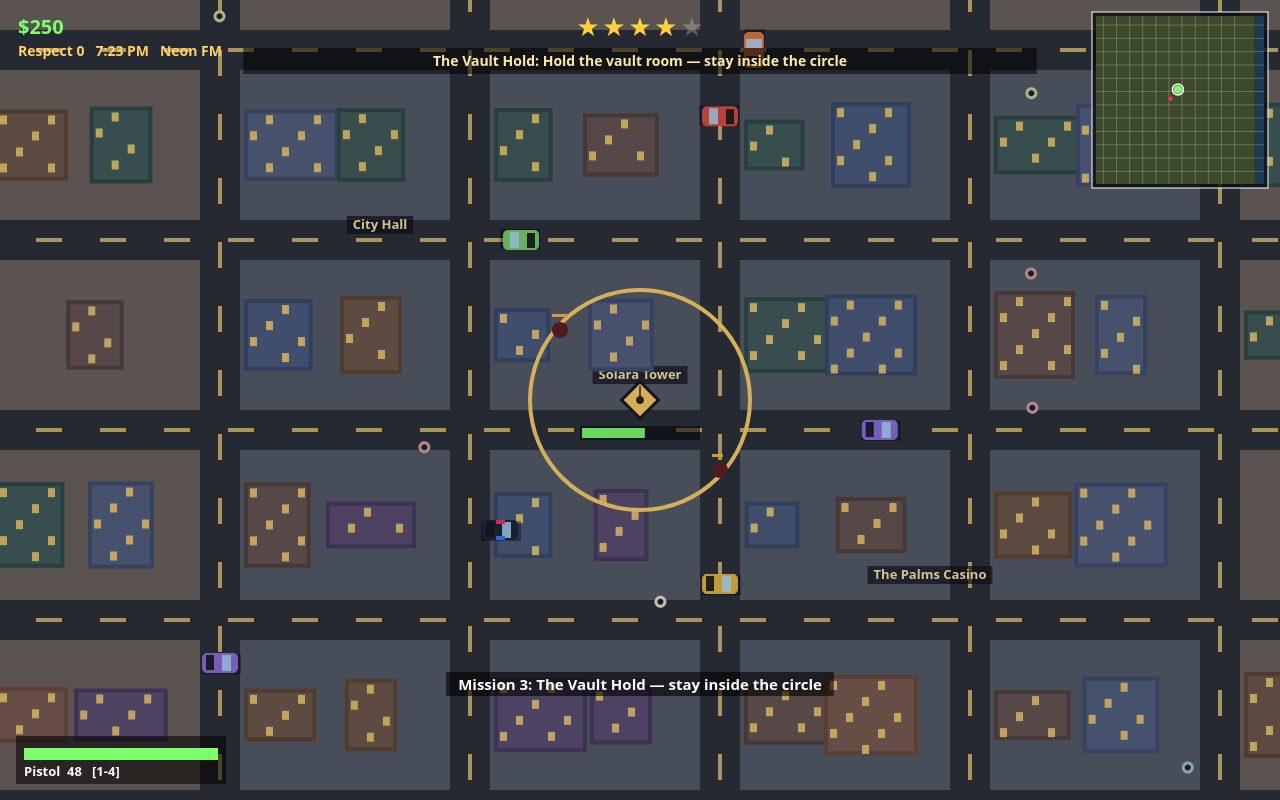 $250
Respect 0 7:23 PM Neon FM
The Vault Hold: Hold the vault room — stay inside the circle
City Hall
Solara Tower
The Palms Casino
Mission 3: The Vault Hold — stay inside the circle
Pistol 48 [1-4]